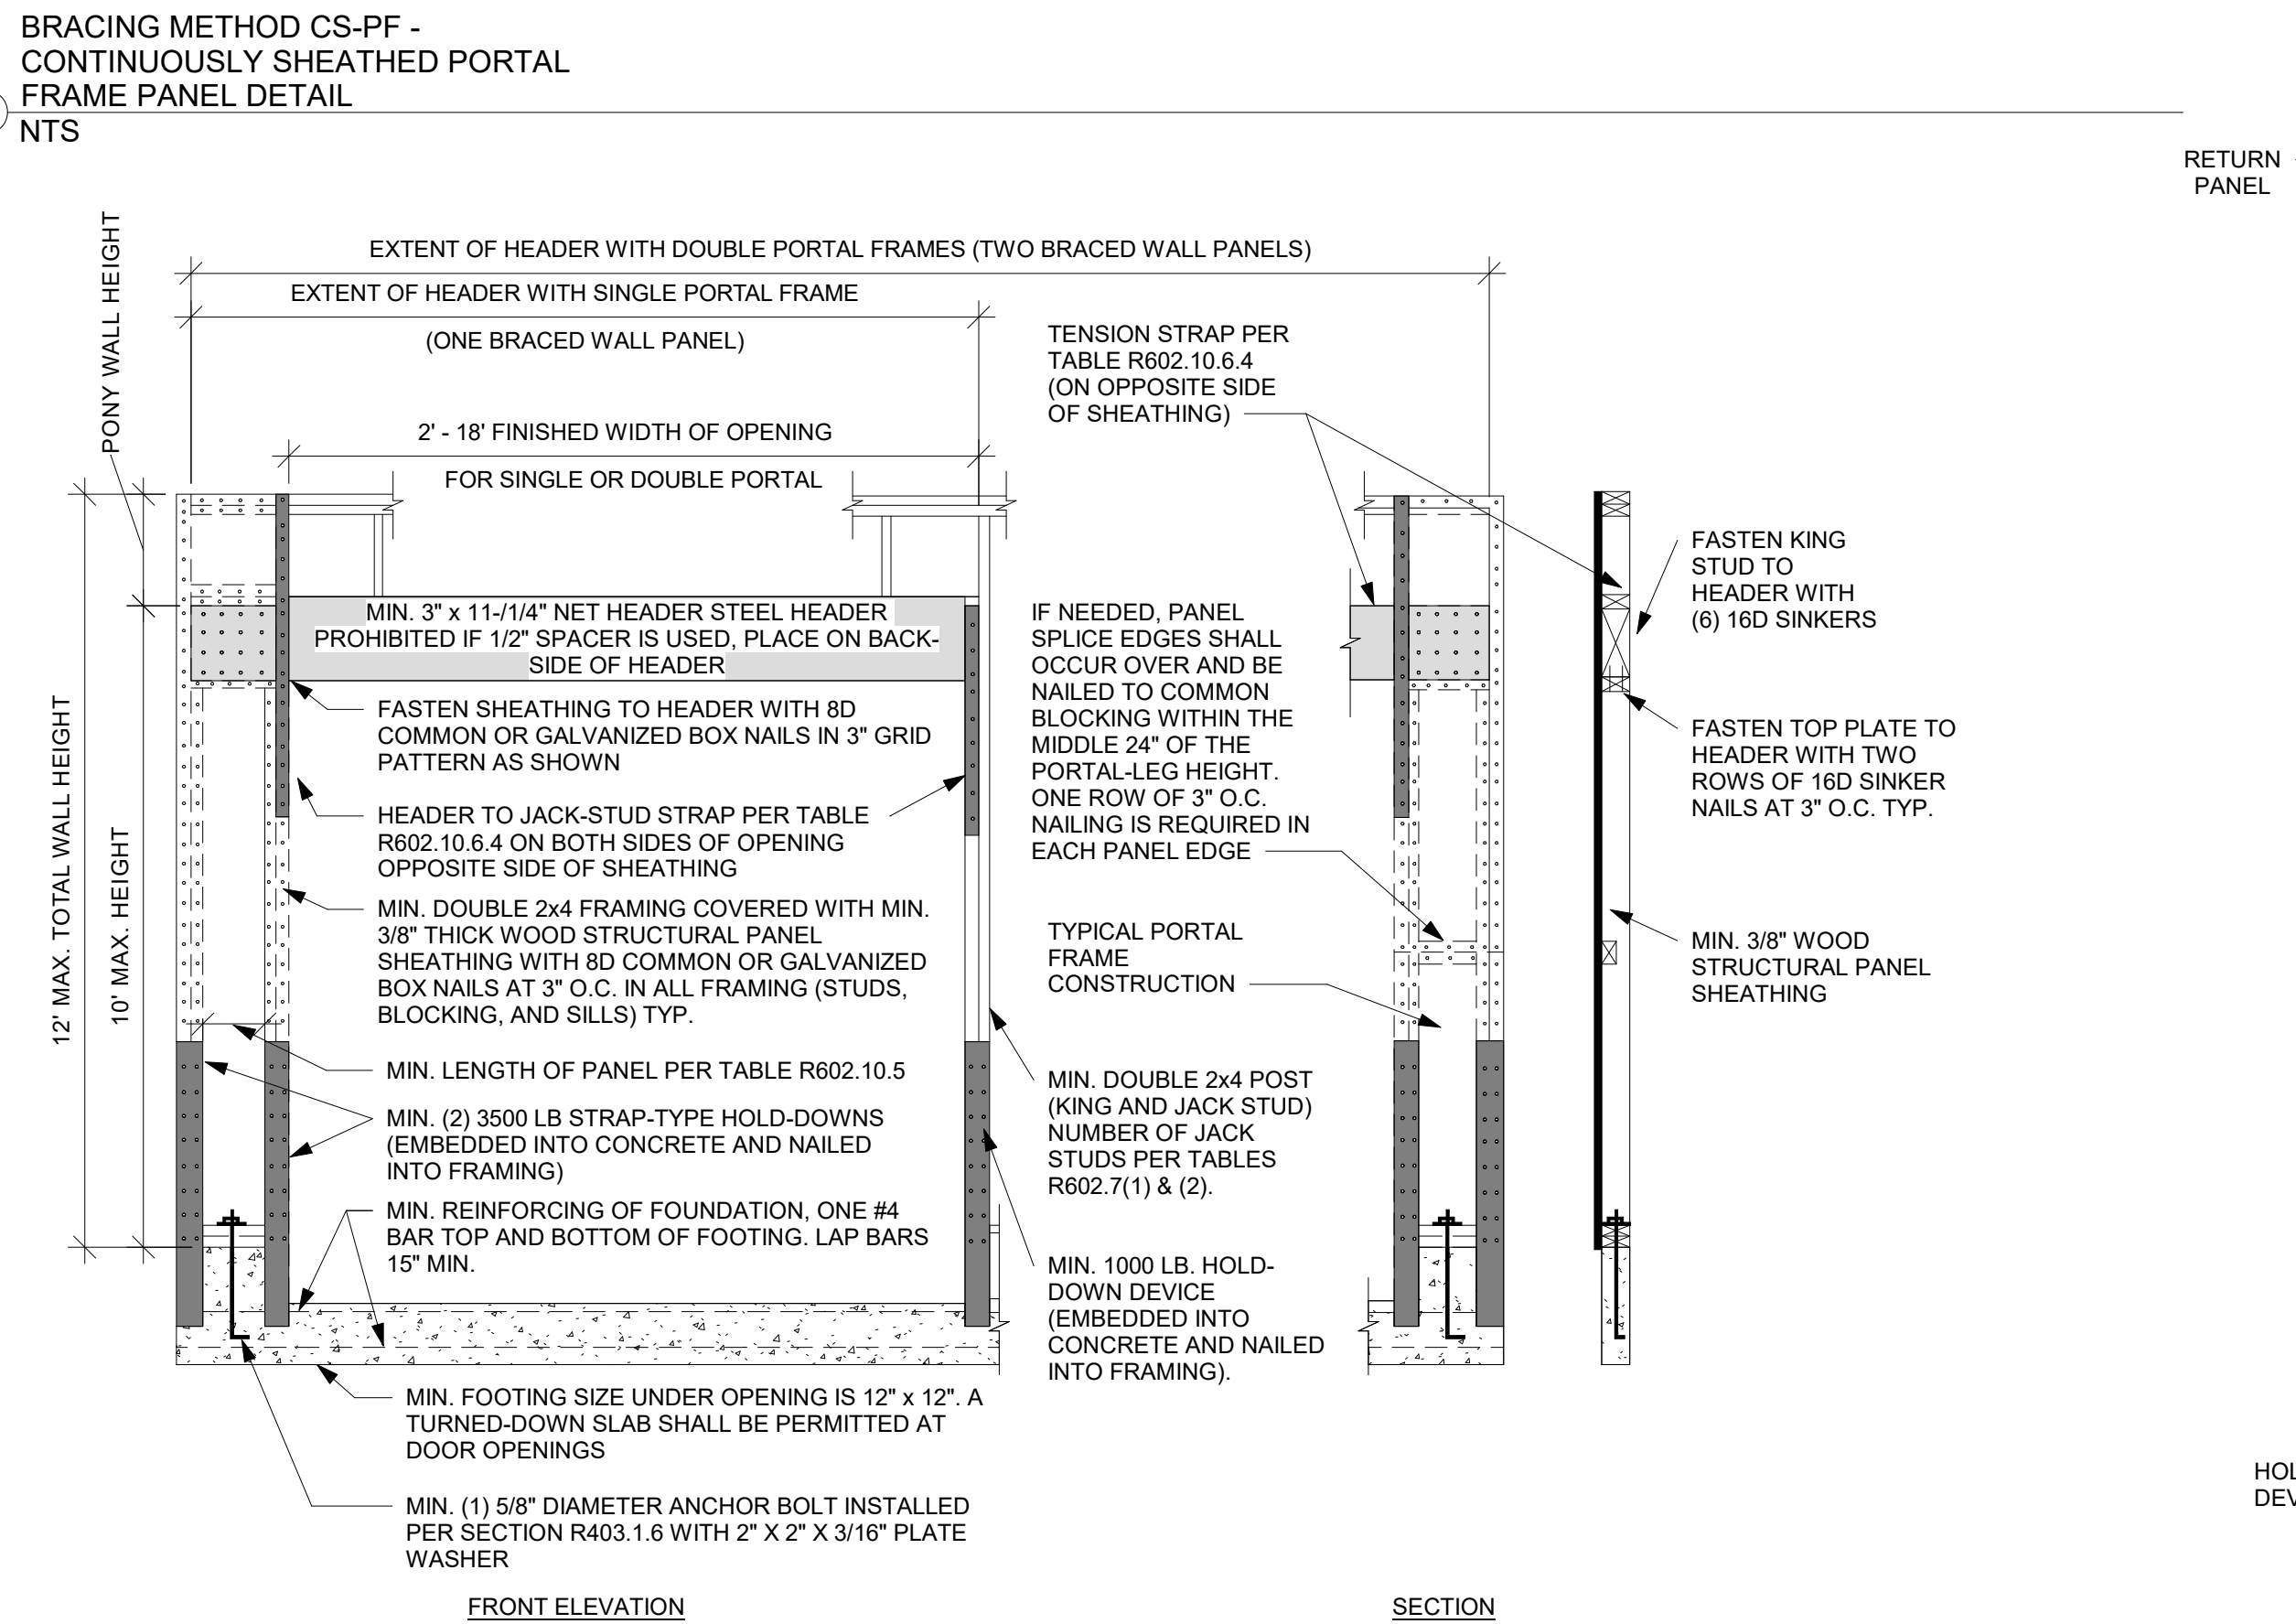 BRACING METHOD CS-PF -
CONTINUOUSLY SHEATHED PORTAL
FRAME PANEL DETAIL
NTS
RETURN
PANEL
PONY WALL HEIGHT
EXTENT OF HEADER WITH DOUBLE PORTAL FRAMES (TWO BRACED WALL PANELS)
EXTENT OF HEADER WITH SINGLE PORTAL FRAME
(ONE BRACED WALL PANEL)
2' - 18' FINISHED WIDTH OF OPENING
FOR SINGLE OR DOUBLE PORTAL
TENSION STRAP PER
TABLE R602.10.6.4
(ON OPPOSITE SIDE
OF SHEATHING)
12' MAX. TOTAL WALL HEIGHT
10' MAX. HEIGHT
MIN. 3" x 11-/1/4" NET HEADER STEEL HEADER
PROHIBITED IF 1/2" SPACER IS USED, PLACE ON BACK-
SIDE OF HEADER
FASTEN SHEATHING TO HEADER WITH 8D
COMMON OR GALVANIZED BOX NAILS IN 3" GRID
PATTERN AS SHOWN
HEADER TO JACK-STUD STRAP PER TABLE
R602.10.6.4 ON BOTH SIDES OF OPENING
OPPOSITE SIDE OF SHEATHING
MIN. DOUBLE 2x4 FRAMING COVERED WITH MIN.
3/8" THICK WOOD STRUCTURAL PANEL
SHEATHING WITH 8D COMMON OR GALVANIZED
BOX NAILS AT 3" O.C. IN ALL FRAMING (STUDS,
BLOCKING, AND SILLS) TYP.
MIN. LENGTH OF PANEL PER TABLE R602.10.5
MIN. (2) 3500 LB STRAP-TYPE HOLD-DOWNS
(EMBEDDED INTO CONCRETE AND NAILED
INTO FRAMING)
MIN. REINFORCING OF FOUNDATION, ONE #4
BAR TOP AND BOTTOM OF FOOTING. LAP BARS
15" MIN.
MIN. FOOTING SIZE UNDER OPENING IS 12" x 12". A
TURNED-DOWN SLAB SHALL BE PERMITTED AT
DOOR OPENINGS
MIN. (1) 5/8" DIAMETER ANCHOR BOLT INSTALLED
PER SECTION R403.1.6 WITH 2" X 2" X 3/16" PLATE
WASHER
FRONT ELEVATION
IF NEEDED, PANEL
SPLICE EDGES SHALL
OCCUR OVER AND BE
NAILED TO COMMON
BLOCKING WITHIN THE
MIDDLE 24" OF THE
PORTAL-LEG HEIGHT.
ONE ROW OF 3" O.C.
NAILING IS REQUIRED IN
EACH PANEL EDGE
TYPICAL PORTAL
FRAME
CONSTRUCTION
MIN. DOUBLE 2x4 POST
(KING AND JACK STUD)
NUMBER OF JACK
STUDS PER TABLES
R602.7(1) & (2).
MIN. 1000 LB. HOLD-
DOWN DEVICE
(EMBEDDED INTO
CONCRETE AND NAILED
INTO FRAMING).
FASTEN KING
STUD TO
HEADER WITH
(6) 16D SINKERS
FASTEN TOP PLATE TO
HEADER WITH TWO
ROWS OF 16D SINKER
NAILS AT 3" O.C. TYP.
MIN. 3/8" WOOD
STRUCTURAL PANEL
SHEATHING
SECTION